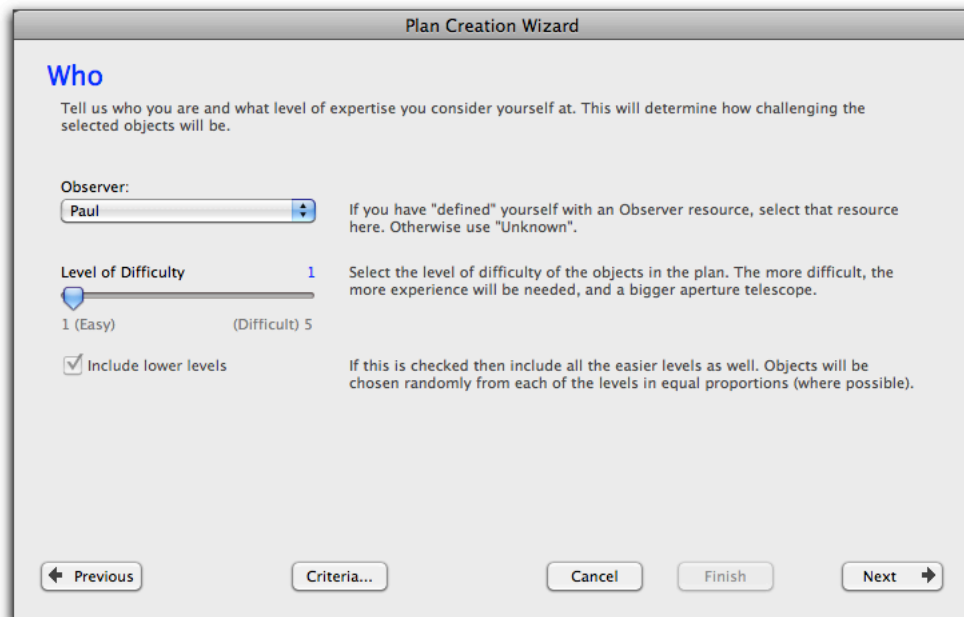 Plan Creation Wizard
Who
Tell us who you are and what level of expertise you consider yourself at. This will determine how challenging the
selected objects will be.
Observer:
Paul
If you have "defined" yourself with an Observer resource, select that resource
here. Otherwise use "Unknown".
Level of Difficulty 1
Select the level of difficulty of the objects in the plan. The more difficult, the
more experience will be needed, and a bigger aperture telescope.
1 (Easy) (Difficult) 5
Include lower levels
If this is checked then include all the easier levels as well. Objects will be
chosen randomly from each of the levels in equal proportions (where possible).
Previous Criteria... Cancel Finish Next